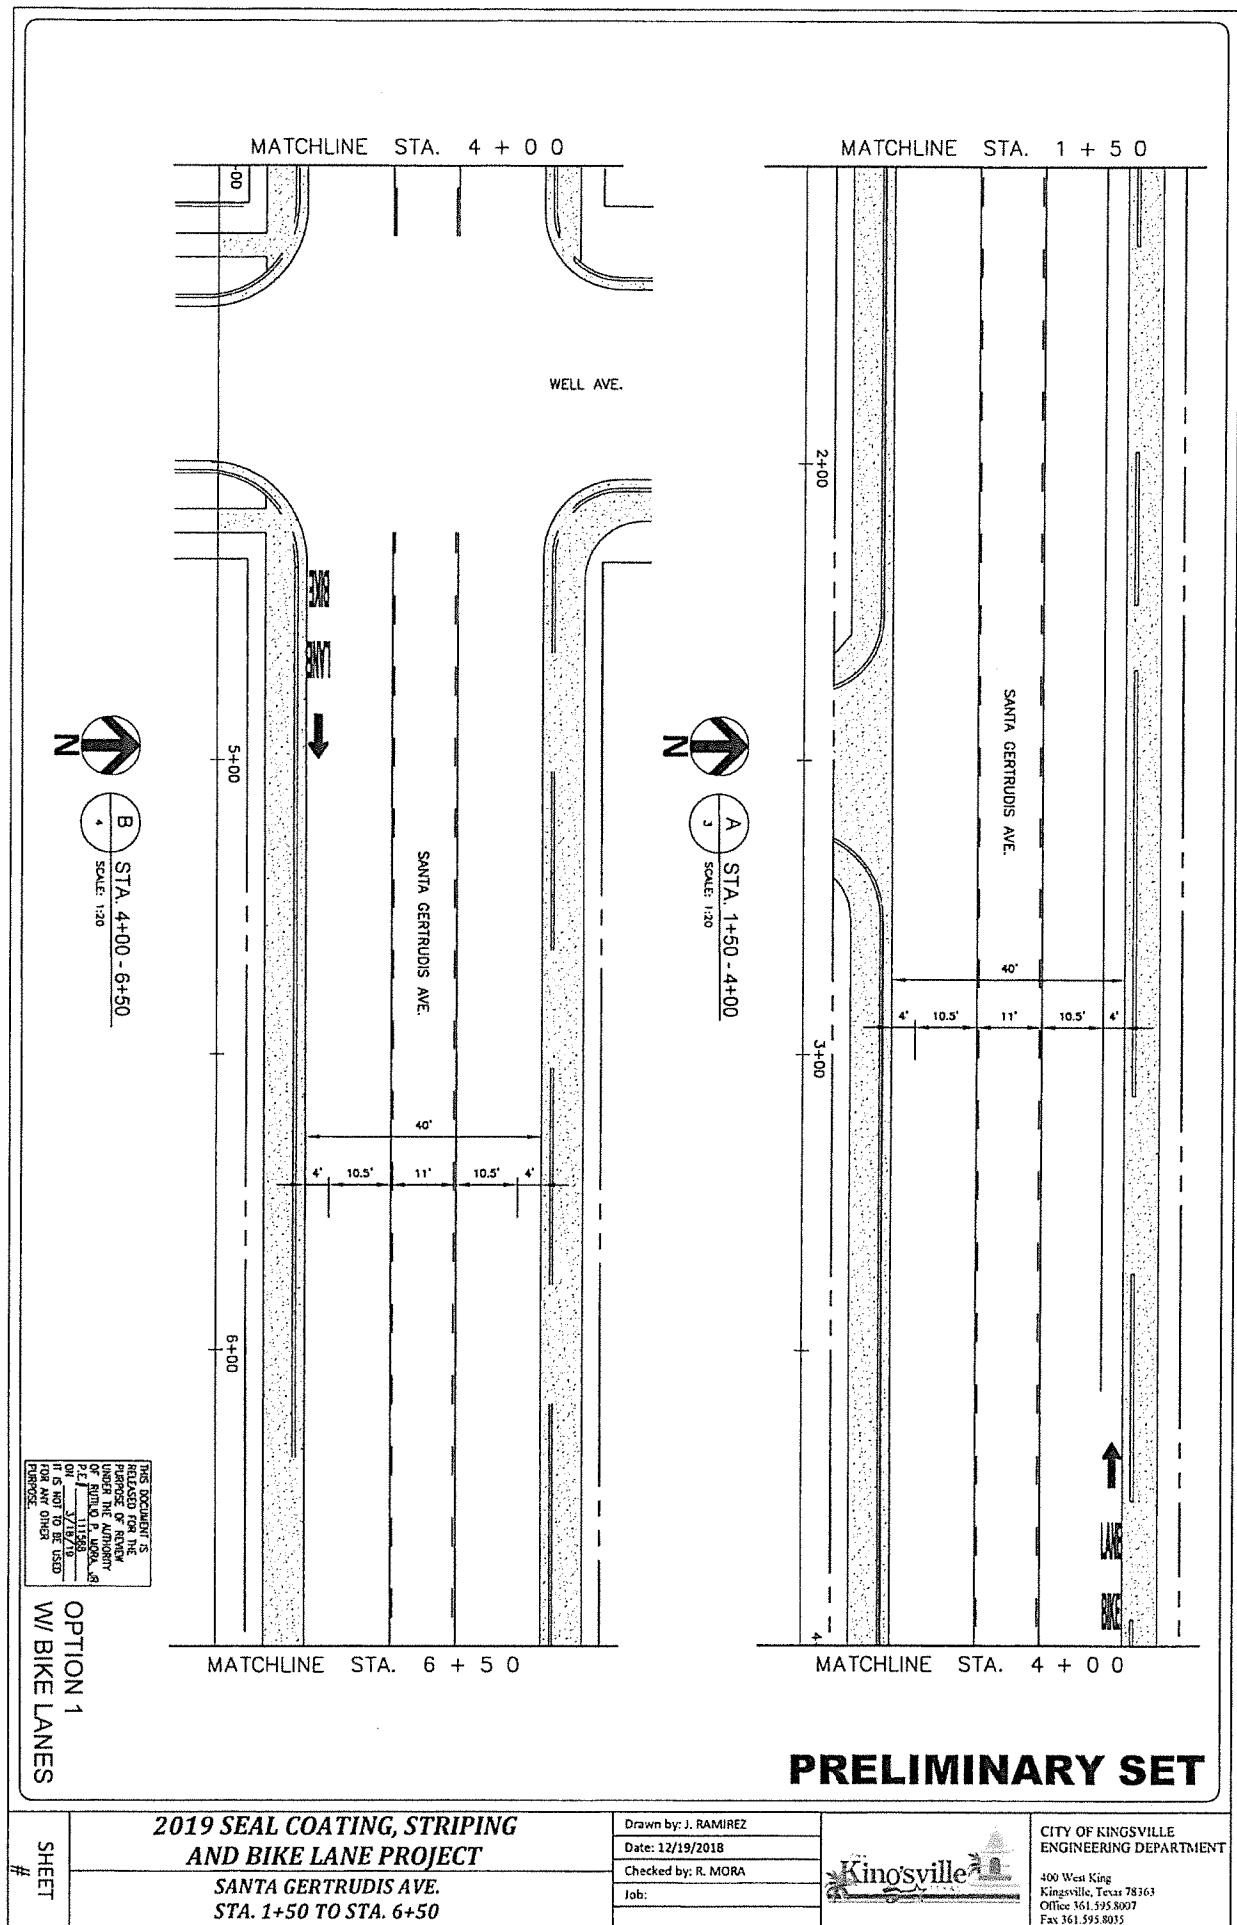 MATCHLINE STA. 4 + 0 0
MATCHLINE STA. 1 + 5 0
WELL AVE.
2+00
SANTA GERTRUDIS AVE.
40'
4' 10.5' 11' 10.5' 4'
3+00
LANE
BIKE
MATCHLINE STA. 4 + 0 0
N
A
3
STA. 1+50 - 4+00
SCALE: 1:20
BIKE
LANE
5+00
SANTA GERTRUDIS AVE.
40'
4' 10.5' 11' 10.5' 4'
6+00
MATCHLINE STA. 6 + 5 0
N
B
4
STA. 4+00 - 6+50
SCALE: 1:20
THIS DOCUMENT IS
RELEASED FOR THE
PURPOSE OF REVIEW
UNDER THE AUTHORITY
OF RUTILIO P. MORA, JR
P.E.# 111588
ON 3/18/19
IT IS NOT TO BE USED
FOR ANY OTHER
PURPOSE.
OPTION 1
W/ BIKE LANES
PRELIMINARY SET
SHEET
#
2019 SEAL COATING, STRIPING
AND BIKE LANE PROJECT
SANTA GERTRUDIS AVE.
STA. 1+50 TO STA. 6+50
Drawn by: J. RAMIREZ
Date: 12/19/2018
Checked by: R. MORA
Job:
Kingsville
CITY OF KINGSVILLE
ENGINEERING DEPARTMENT
400 West King
Kingsville, Texas 78363
Office 361.595.8007
Fax 361.595.8035